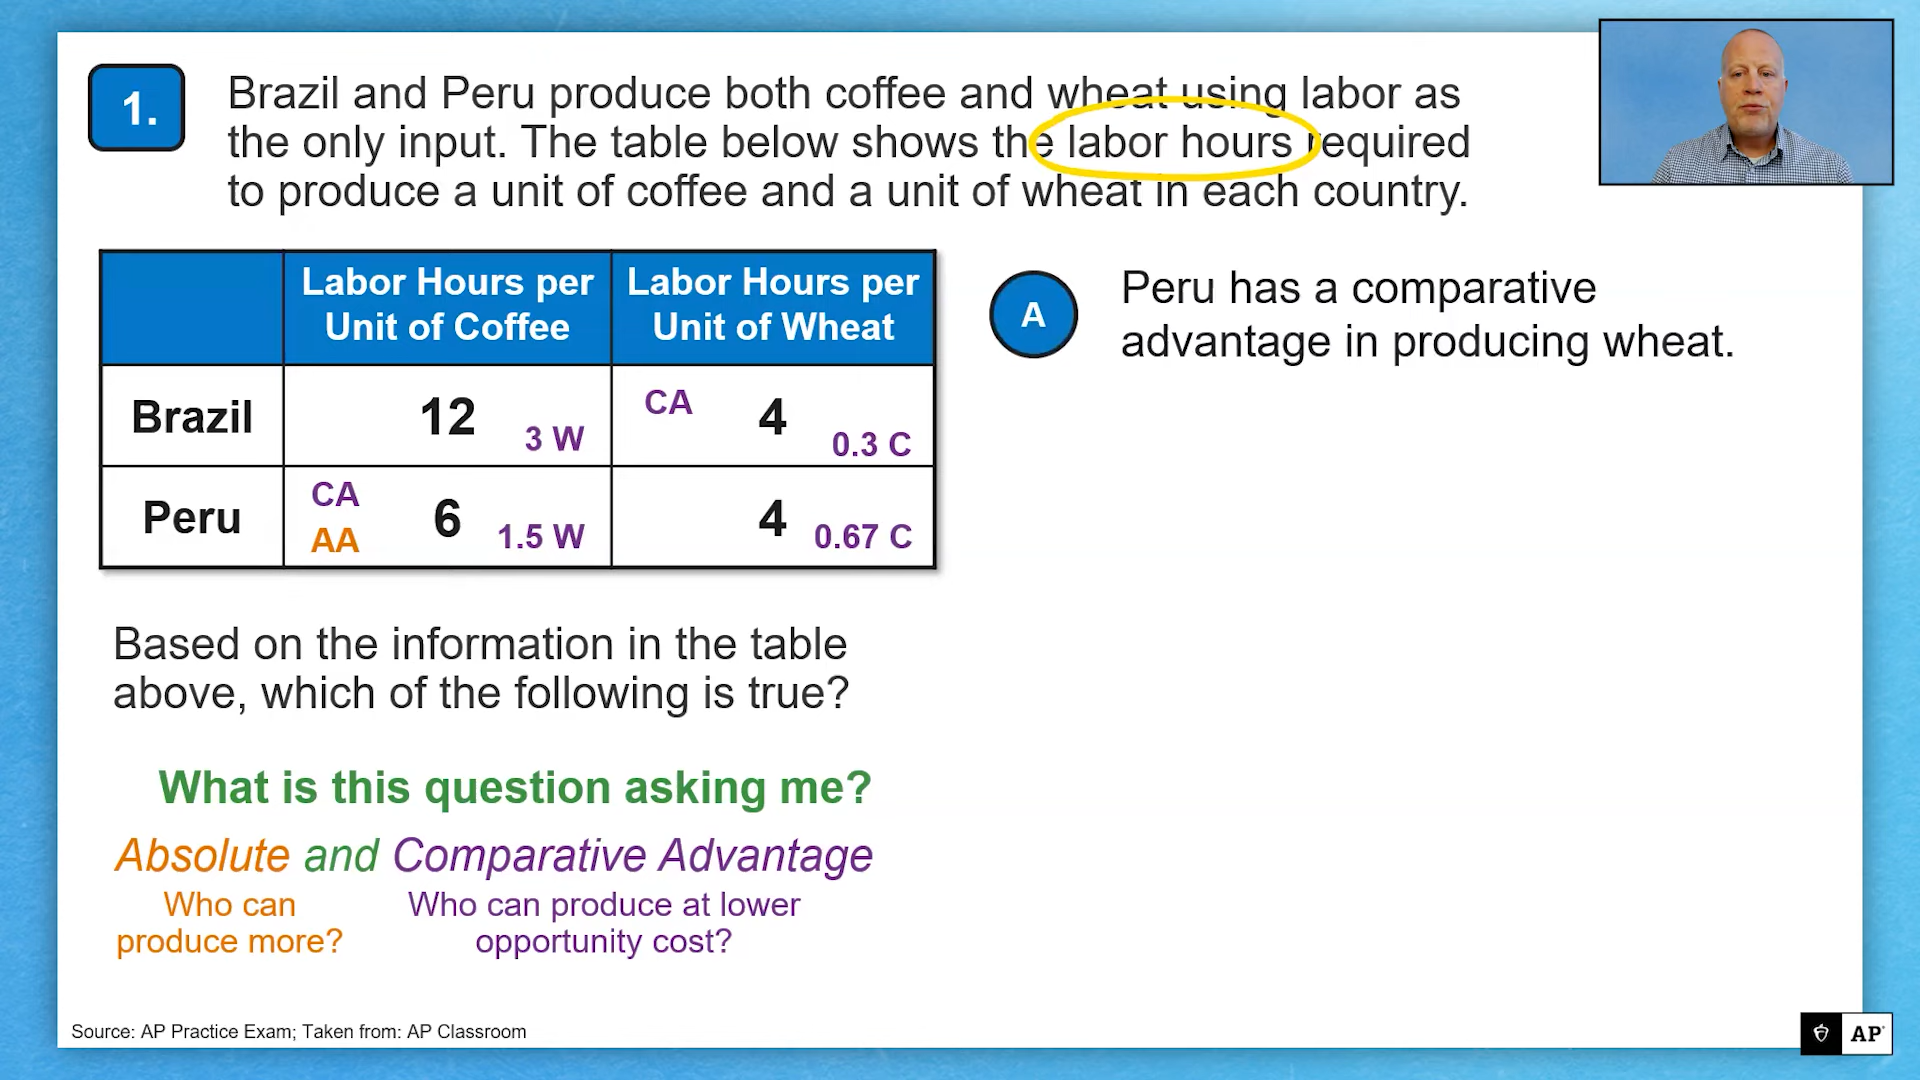 1.
Brazil and Peru produce both coffee and wheat using labor as
the only input. The table below shows the labor hours required
to produce a unit of coffee and a unit of wheat in each country.
Labor Hours per
Unit of Coffee
Labor Hours per
Unit of Wheat
Brazil
12
3 W
CA
4
0.3 C
Peru
CA
AA
6
1.5 W
4
0.67 C
A
Peru has a comparative
advantage in producing wheat.
Based on the information in the table
above, which of the following is true?
What is this question asking me?
Absolute and Comparative Advantage
Who can
produce more?
Who can produce at lower
opportunity cost?
Source: AP Practice Exam; Taken from: AP Classroom
AP